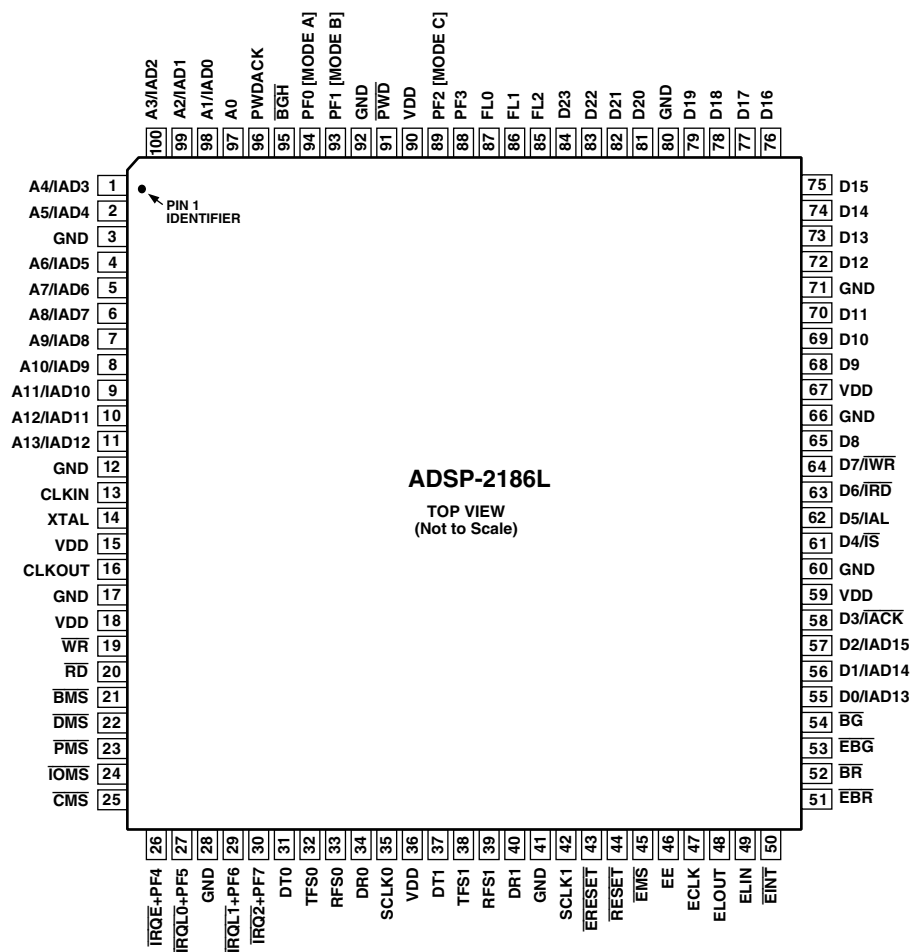 A3/IAD2
A2/IAD1
A1/IAD0
A0
PWDACK
BGH
PF0 [MODE A]
PF1 [MODE B]
GND
PWD
VDD
PF2 [MODE C]
PF3
FL0
FL1
FL2
D23
D22
D21
D20
GND
D19
D18
D17
D16
100 99 98 97 96 95 94 93 92 91 90 89 88 87 86 85 84 83 82 81 80 79 78 77 76
A4/IAD3 1
A5/IAD4 2
GND 3
A6/IAD5 4
A7/IAD6 5
A8/IAD7 6
A9/IAD8 7
A10/IAD9 8
A11/IAD10 9
A12/IAD11 10
A13/IAD12 11
GND 12
CLKIN 13
XTAL 14
VDD 15
CLKOUT 16
GND 17
VDD 18
WR 19
RD 20
BMS 21
DMS 22
PMS 23
IOMS 24
CMS 25
PIN 1
IDENTIFIER
ADSP-2186L
TOP VIEW
(Not to Scale)
75 D15
74 D14
73 D13
72 D12
71 GND
70 D11
69 D10
68 D9
67 VDD
66 GND
65 D8
64 D7/IWR
63 D6/IRD
62 D5/IAL
61 D4/IS
60 GND
59 VDD
58 D3/IACK
57 D2/IAD15
56 D1/IAD14
55 D0/IAD13
54 BG
53 EBG
52 BR
51 EBR
26 27 28 29 30 31 32 33 34 35 36 37 38 39 40 41 42 43 44 45 46 47 48 49 50
IRQE+PF4
IRQL0+PF5
GND
IRQL1+PF6
IRQ2+PF7
DT0
TFS0
RFS0
DR0
SCLK0
VDD
DT1
TFS1
RFS1
DR1
GND
SCLK1
ERESET
RESET
EMS
EE
ECLK
ELOUT
ELIN
EINT